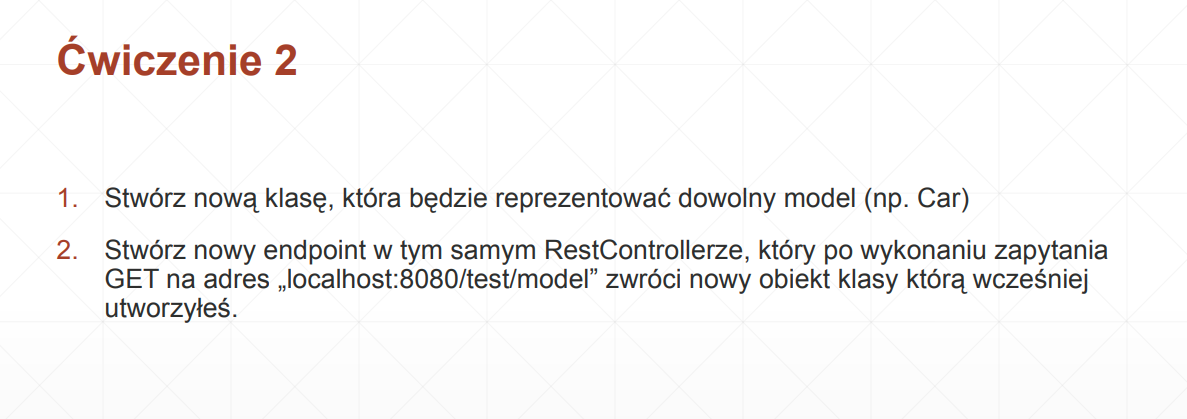 Ćwiczenie 2
1. Stwórz nową klasę, która będzie reprezentować dowolny model (np. Car)
2. Stwórz nowy endpoint w tym samym RestControllerze, który po wykonaniu zapytania
GET na adres „localhost:8080/test/model” zwróci nowy obiekt klasy którą wcześniej
utworzyłeś.